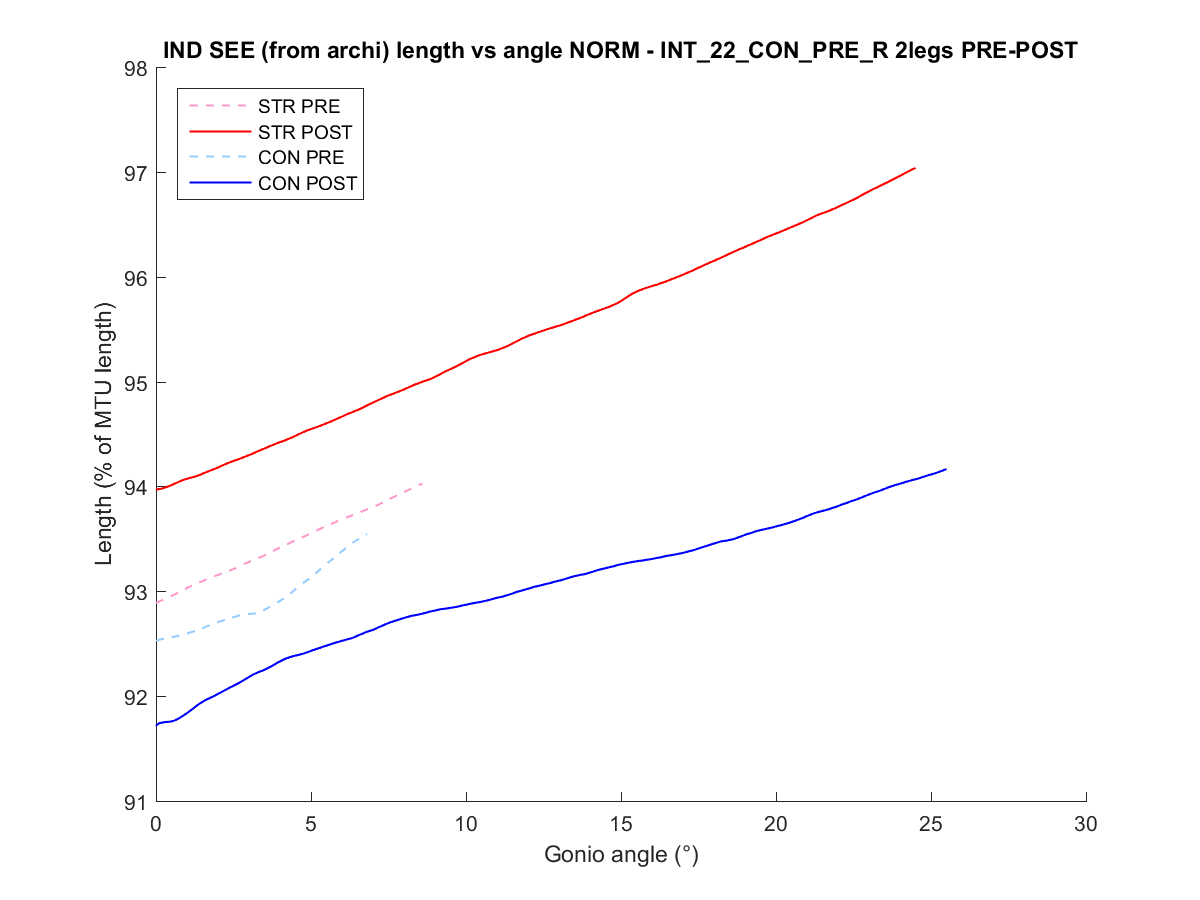 IND SEE (from archi) length vs angle NORM - INT_22_CON_PRE_R 2legs PRE-POST
98
97
96
95
94
93
92
91
Length (% of MTU length)
STR PRE
STR POST
CON PRE
CON POST
0 5 10 15 20 25 30
Gonio angle (°)